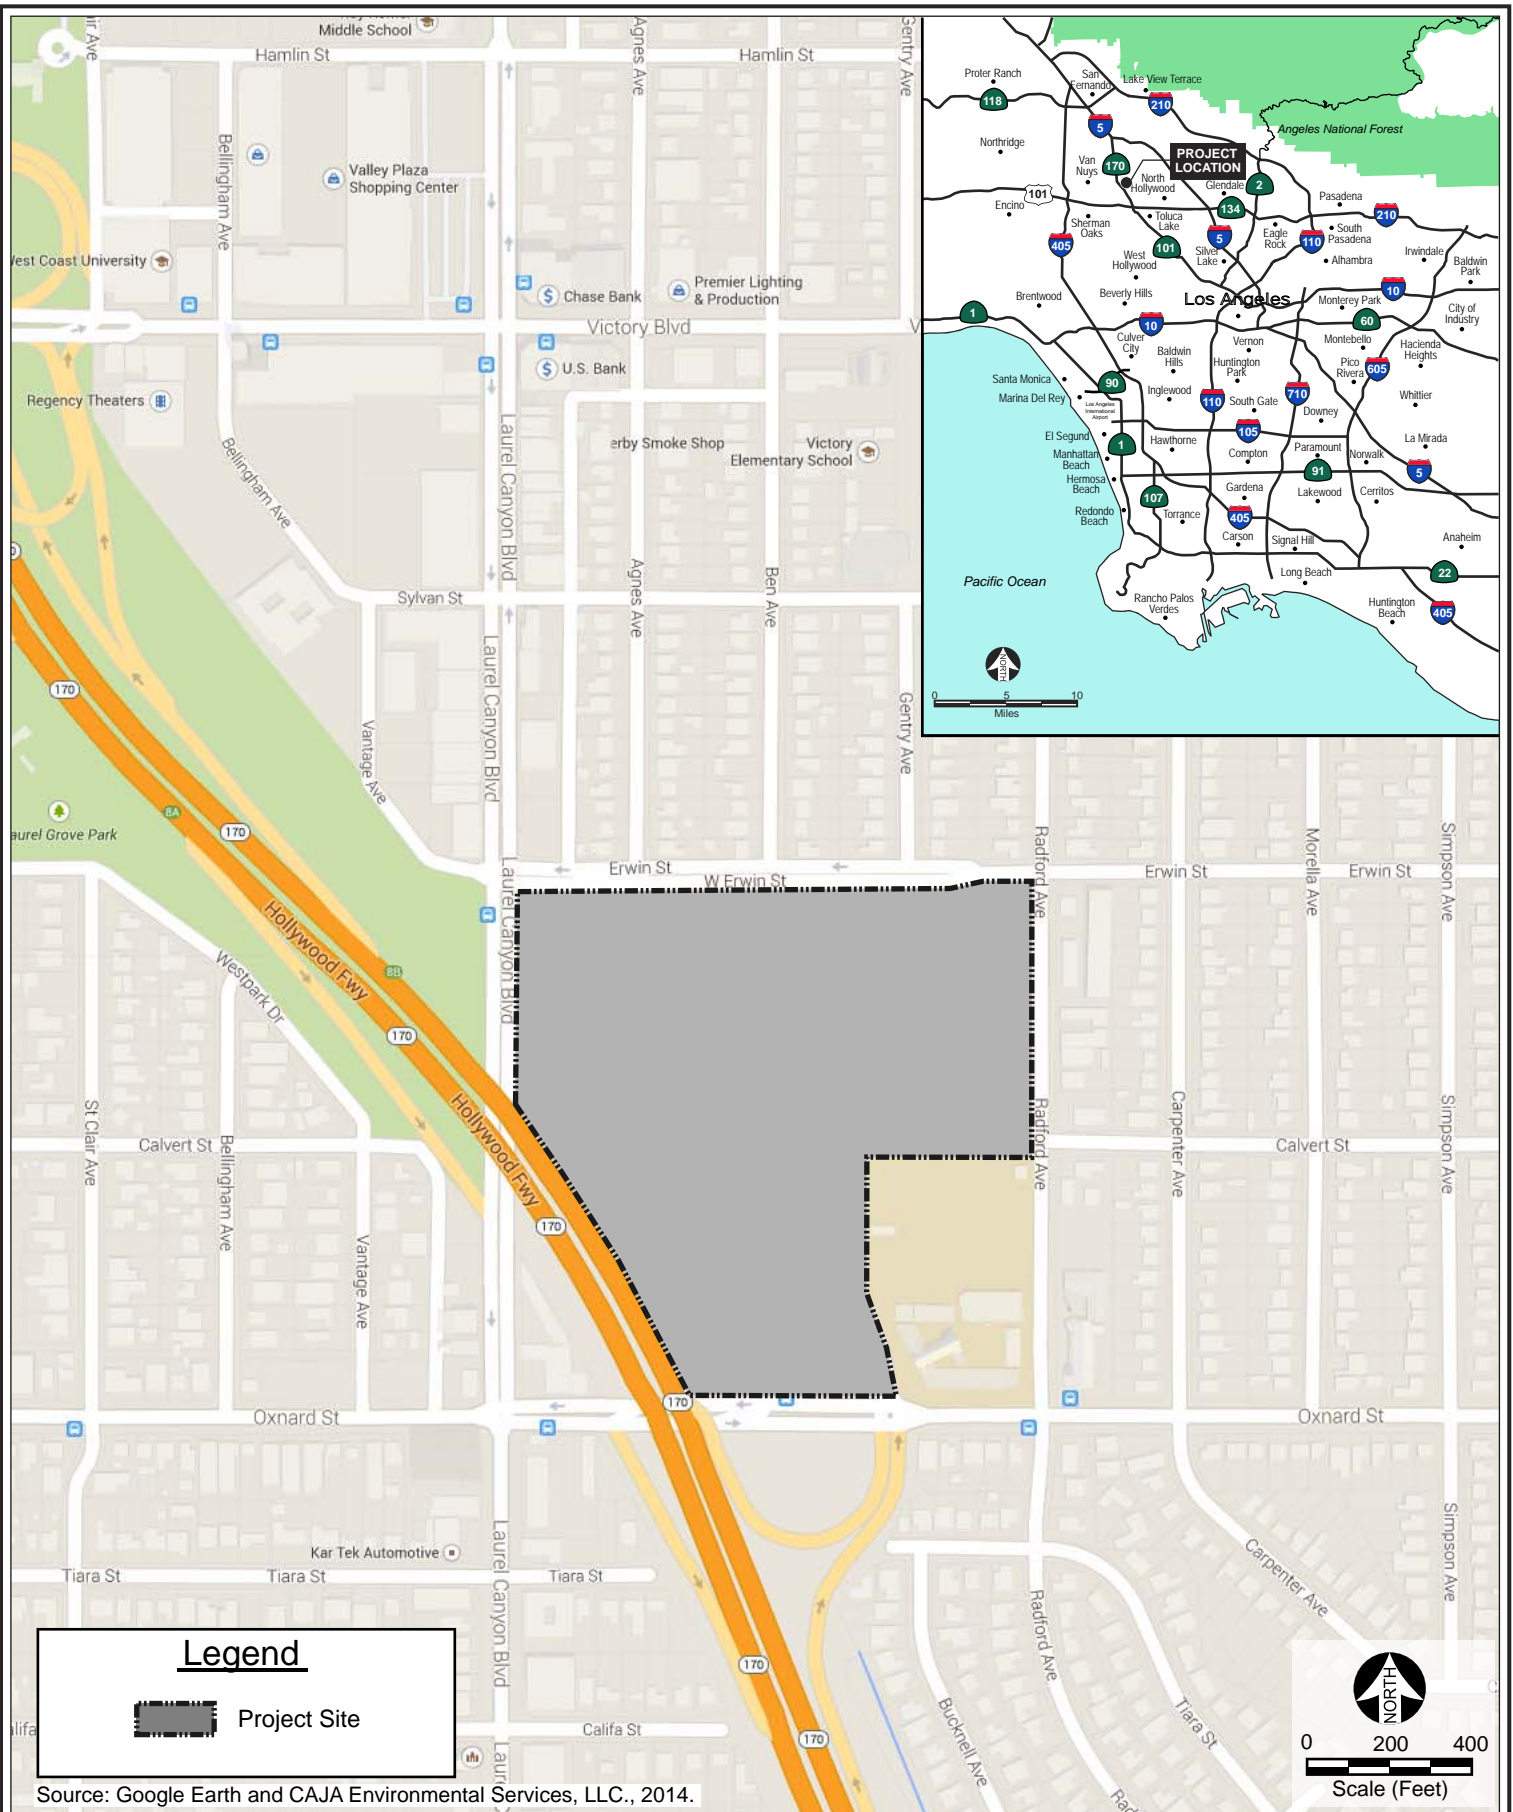 Middle School
Hamlin St
Hamlin St
Agnes Ave
Gentry Ave
Bellingham Ave
Valley Plaza
Shopping Center
West Coast University
Chase Bank
Premier Lighting
& Production
Victory Blvd
U.S. Bank
Regency Theaters
Laurel Canyon Blvd
erby Smoke Shop
Victory
Elementary School
Bellingham Ave
Agnes Ave
Ben Ave
Sylvan St
Laurel Canyon Blvd
Gentry Ave
170
Vantage Ave
8A
170
aurel Grove Park
Erwin St
W Erwin St
Erwin St
Erwin St
Radford Ave
Morella Ave
Simpson Ave
Laurel Canyon Blvd
Hollywood Fwy
8B
Westpark Dr
170
Hollywood Fwy
St Clair Ave
Calvert St
Bellingham Ave
Radford Ave
Carpenter Ave
Calvert St
Simpson Ave
170
Vantage Ave
170
Oxnard St
Oxnard St
Laurel Canyon Blvd
Kar Tek Automotive
Tiara St
Tiara St
Tiara St
Carpenter Ave
Simpson Ave
Radford Ave
170
Califa St
170
Bucknell Ave
Tiara St
Proter Ranch
San
Fernando
Lake View Terrace
118
210
5
Angeles National Forest
Northridge
Van
Nuys
170
PROJECT
LOCATION
North
Hollywood
Glendale
2
101
134
Pasadena
210
Encino
Sherman
Oaks
Toluca
Lake
405
101
5
Eagle
Rock
110
South
Pasadena
West
Hollywood
Silver
Lake
Alhambra
Irwindale
Baldwin
Park
Brentwood
Beverly Hills
Los Angeles
Monterey Park
10
City of
Industry
1
10
60
Culver
City
Baldwin
Hills
Vernon
Montebello
Hacienda
Heights
Huntington
Park
Pico
Rivera
605
Santa Monica
90
Marina Del Rey
Los Angeles
International
Airport
Inglewood
110
South Gate
710
Downey
Whittier
El Segund
1
Hawthorne
105
La Mirada
Manhattan
Beach
Compton
Paramount
Norwalk
5
91
Hermosa
Beach
Gardena
Lakewood
Cerritos
107
Redondo
Beach
Torrance
405
Carson
Signal Hill
Anaheim
Pacific Ocean
Long Beach
22
Rancho Palos
Verdes
Huntington
Beach
405
NORTH
0 5 10
Miles
Legend
Project Site
NORTH
0 200 400
Scale (Feet)
Source: Google Earth and CAJA Environmental Services, LLC., 2014.